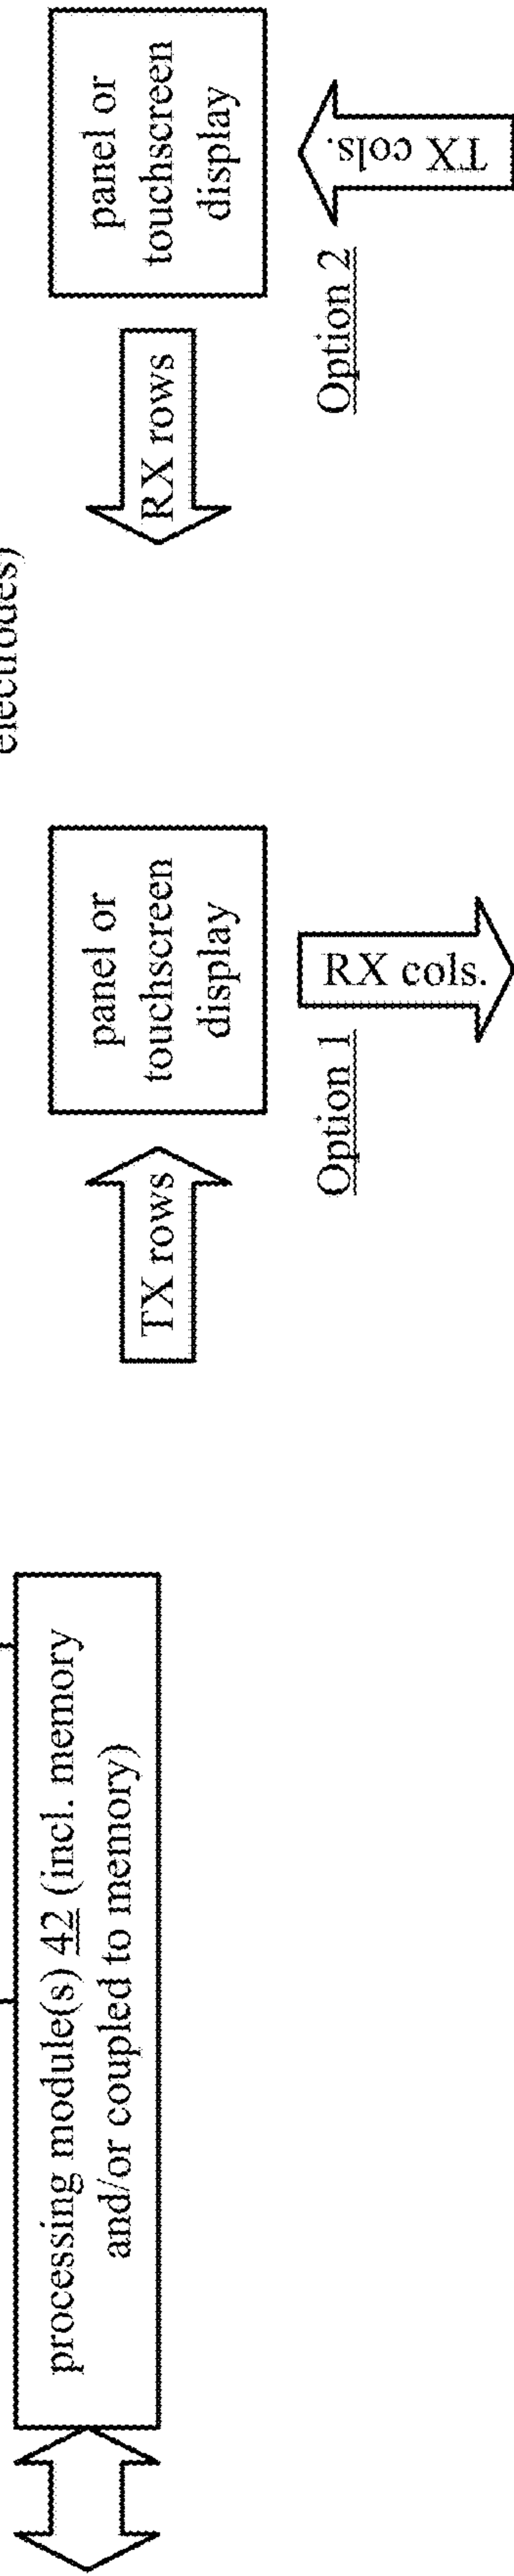 electrodes)
processing module(s) 42 (incl. memory
and/or coupled to memory)
TX rows
panel or
touchscreen
display
RX cols.
Option 1
RX rows
panel or
touchscreen
display
TX cols.
Option 2